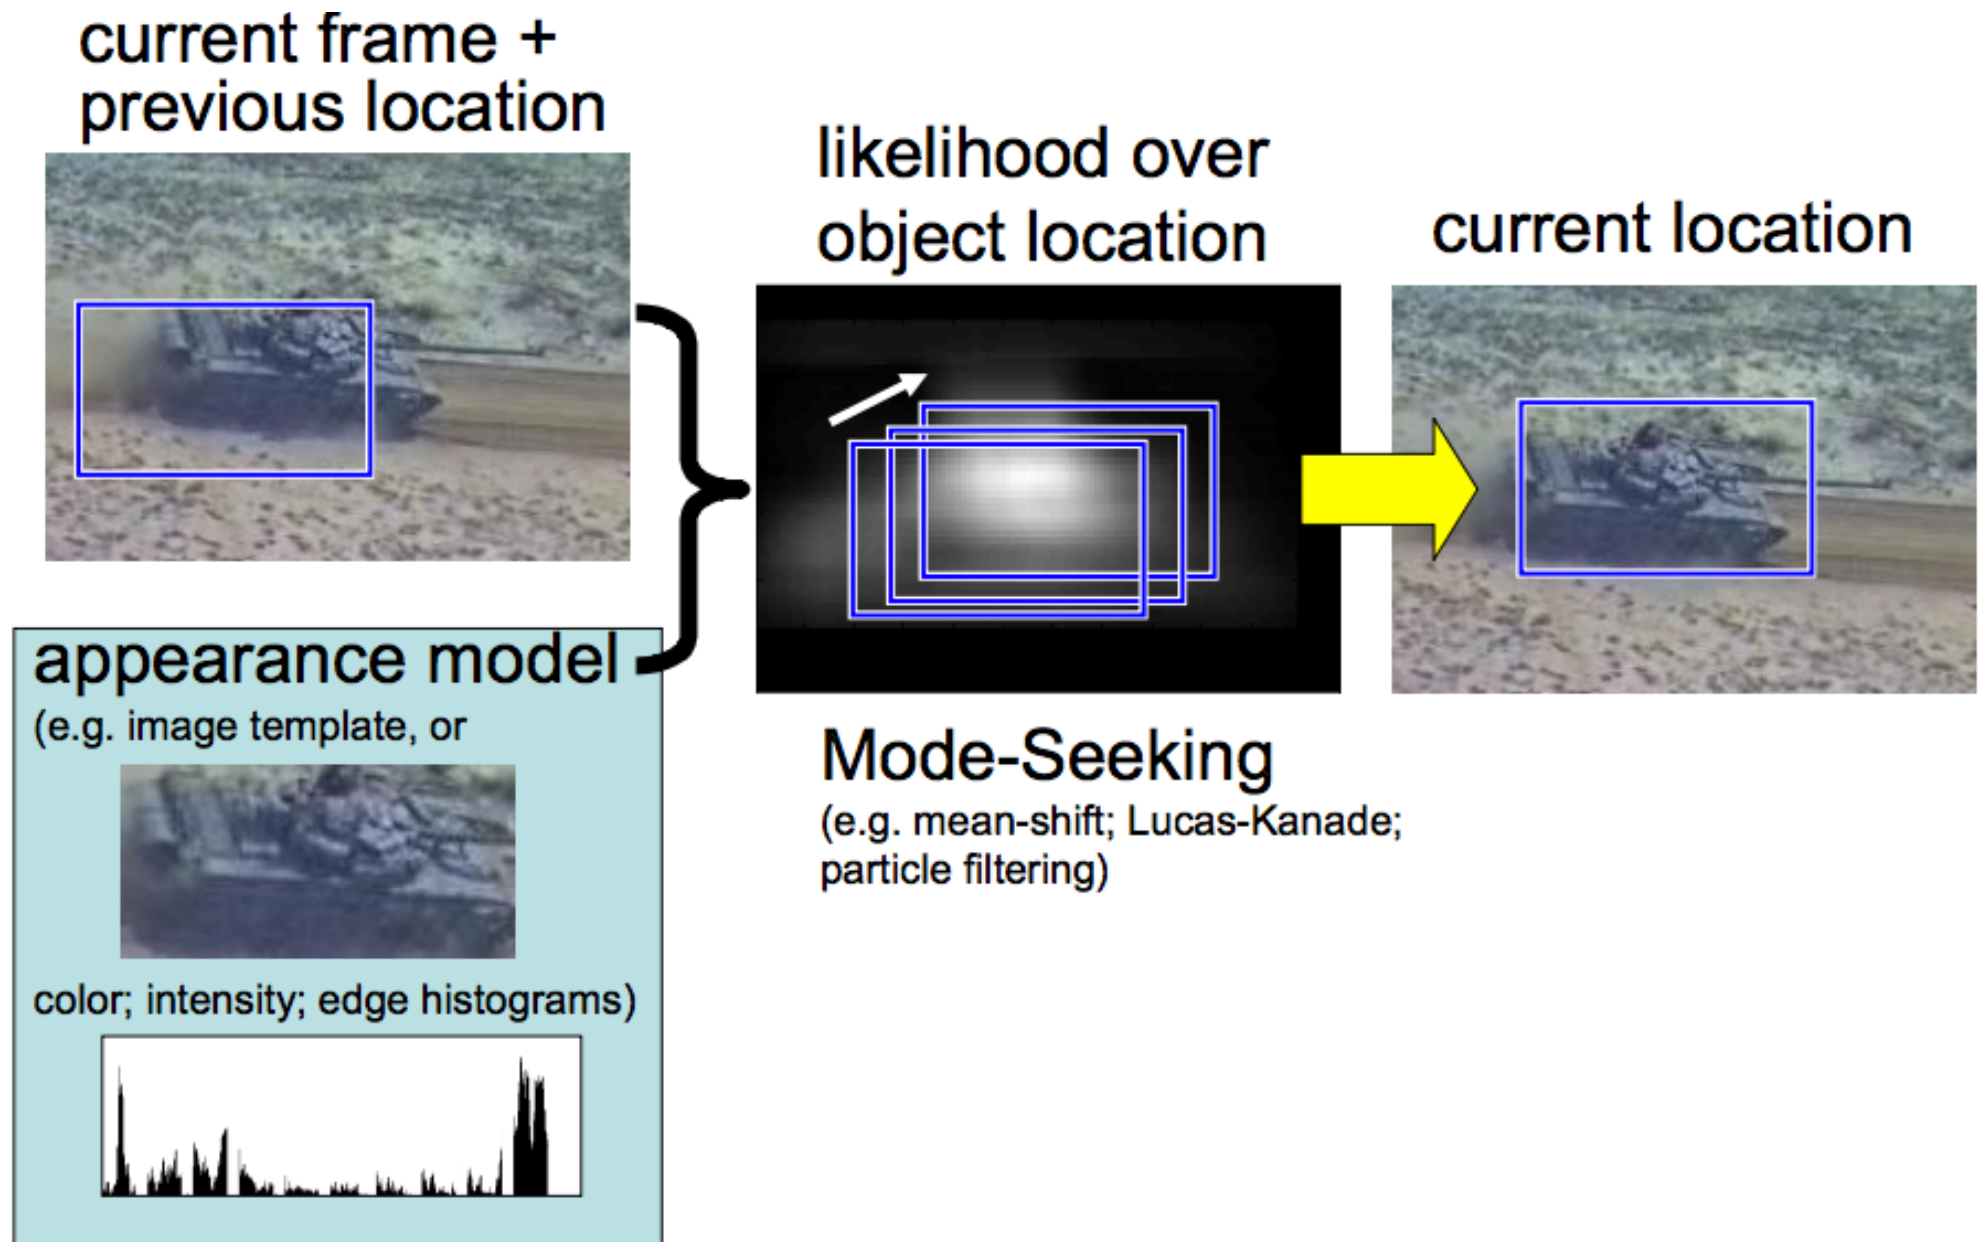 current frame +
previous location
likelihood over
object location
current location
appearance model
(e.g. image template, or
color; intensity; edge histograms)
Mode-Seeking
(e.g. mean-shift; Lucas-Kanade;
particle filtering)